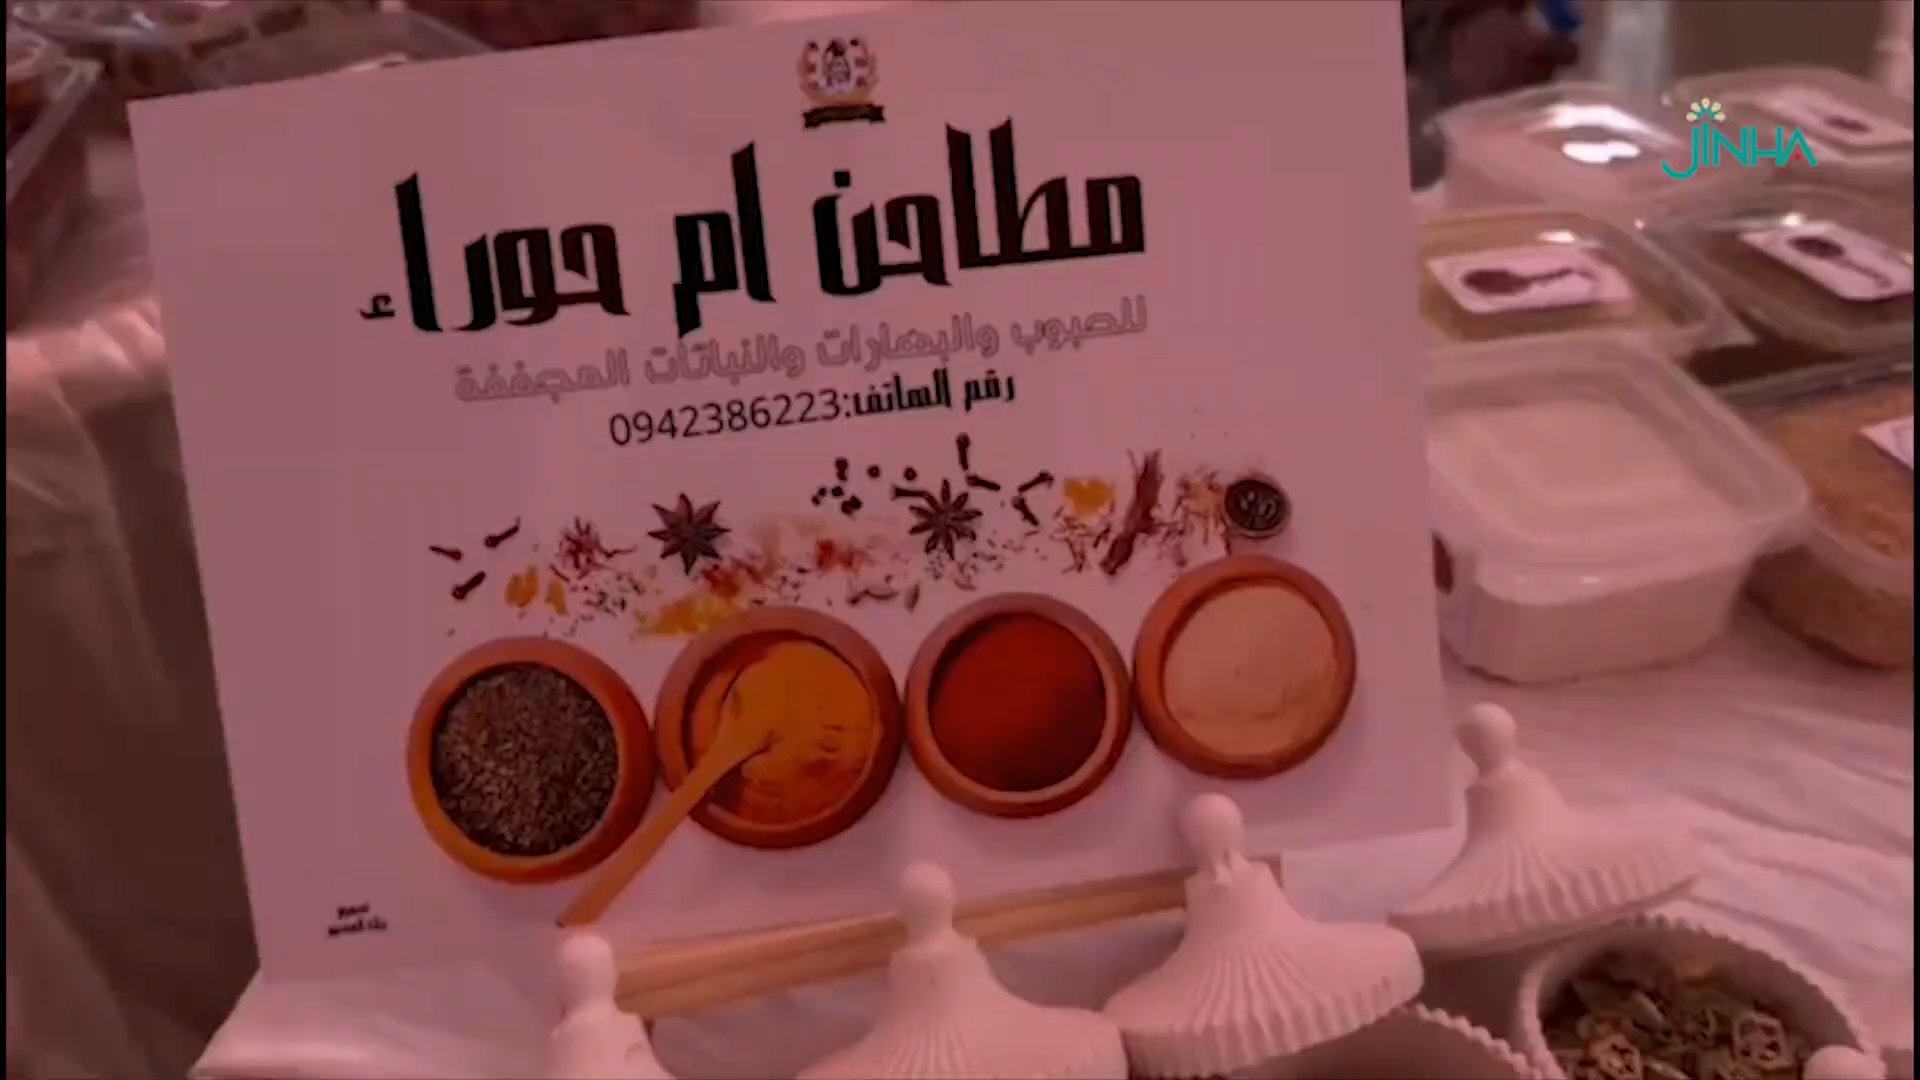 JINHA
مطاحن ام حوراء
للحبوب والبهارات والنباتات المجففة
رقم الهاتف:0942386223